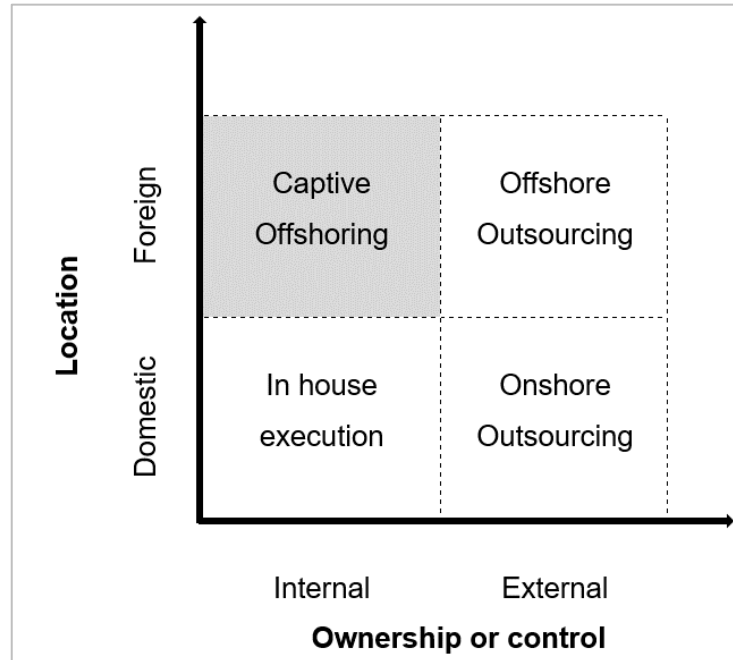 Captive
Offshoring
Offshore
Outsourcing
Foreign
Location
In house
execution
Onshore
Outsourcing
Domestic
Internal
External
Ownership or control